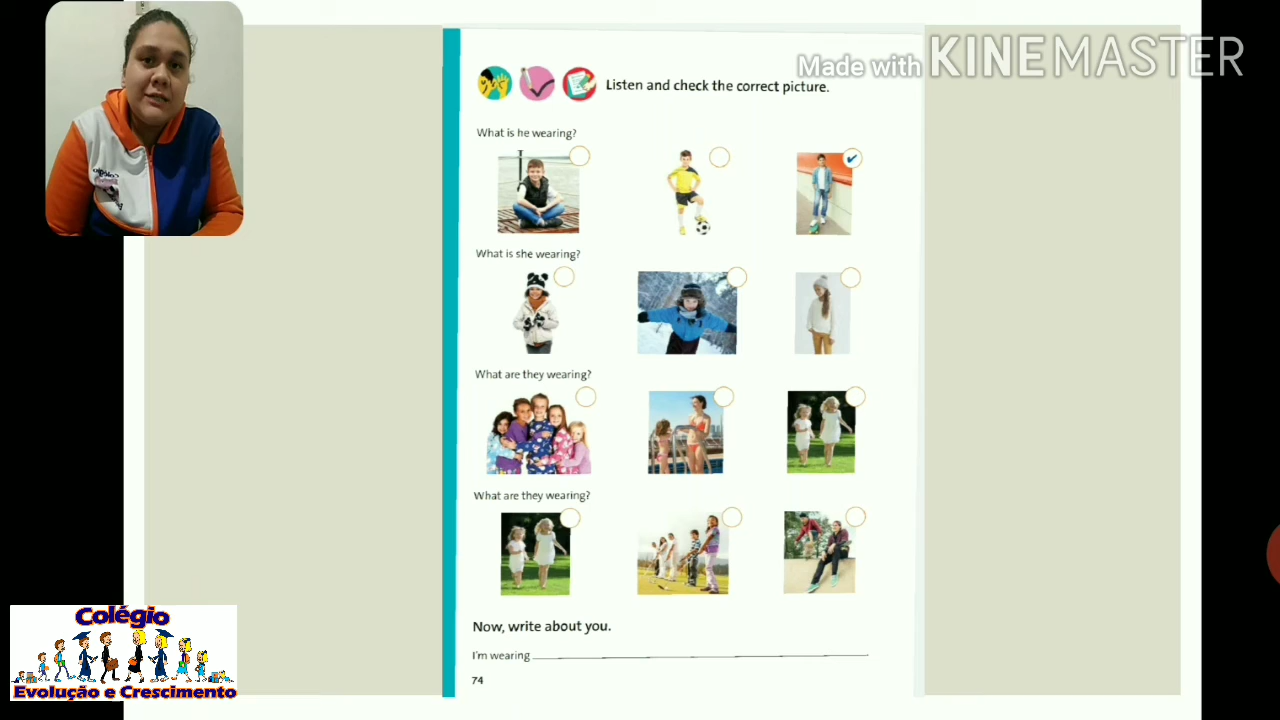 Made with KINEMASTER
Listen and check the correct picture.
What is he wearing?
What is she wearing?
What are they wearing?
What are they wearing?
Now, write about you.
I'm wearing
74
Colégio
Evolução e Crescimento